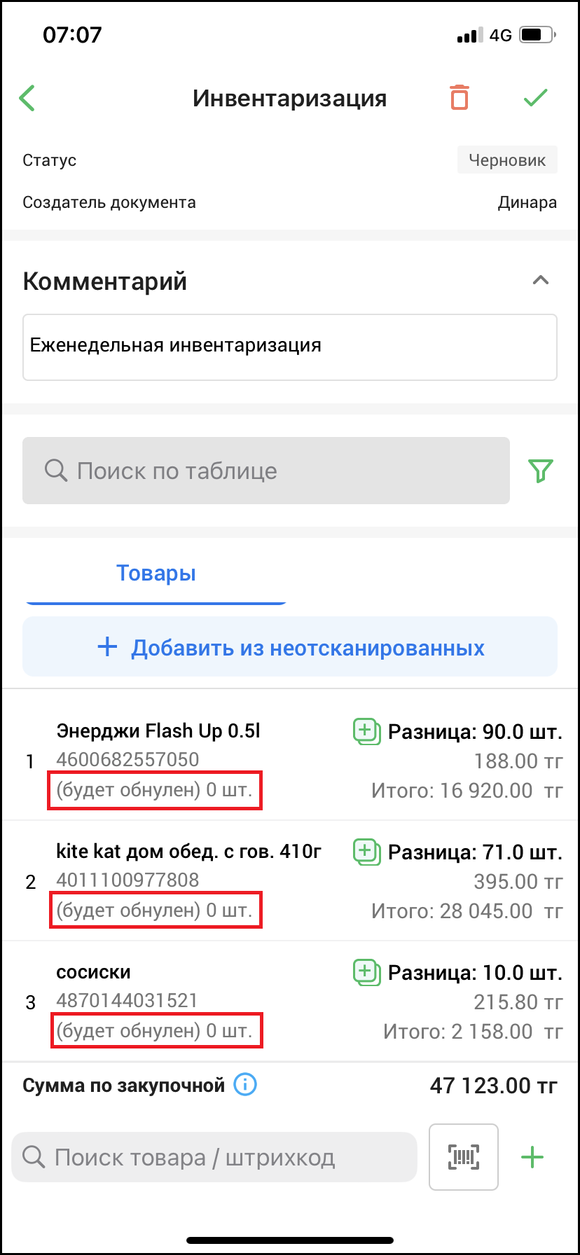 07:07 4G
Инвентаризация
Статус Черновик
Создатель документа Динара
Комментарий
Еженедельная инвентаризация
Поиск по таблице
Товары
+ Добавить из неотсканированных
Энерджи Flash Up 0.5l Разница: 90.0 шт.
1 4600682557050 188.00 тг
(будет обнулен) 0 шт. Итого: 16 920.00 тг
kite kat дом обед. с гов. 410г Разница: 71.0 шт.
2 4011100977808 395.00 тг
(будет обнулен) 0 шт. Итого: 28 045.00 тг
сосиски Разница: 10.0 шт.
3 4870144031521 215.80 тг
(будет обнулен) 0 шт. Итого: 2 158.00 тг
Сумма по закупочной 47 123.00 тг
Поиск товара / штрихкод